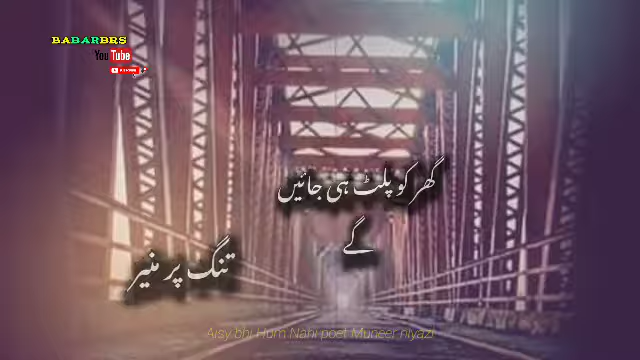 BABARBRS
YouTube
گھر کو پلٹ ہی جائیں
گے
تنگ پر منیر
Aisy bhi Hum Nahi poet Muneer niyazi